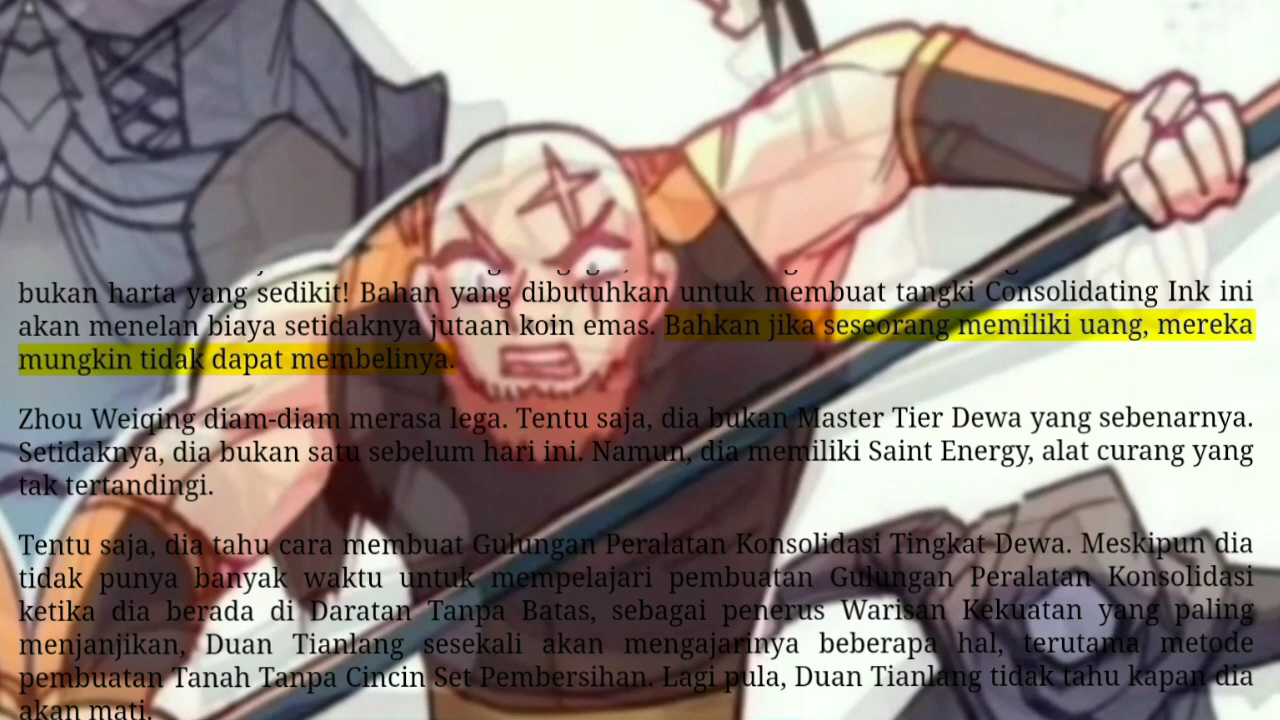 bukan harta yang sedikit! Bahan yang dibutuhkan untuk membuat tangki Consolidating Ink ini
akan menelan biaya setidaknya jutaan koin emas. Bahkan jika seseorang memiliki uang, mereka
mungkin tidak dapat membelinya.
Zhou Weiqing diam-diam merasa lega. Tentu saja, dia bukan Master Tier Dewa yang sebenarnya.
Setidaknya, dia bukan satu sebelum hari ini. Namun, dia memiliki Saint Energy, alat curang yang
tak tertandingi.
Tentu saja, dia tahu cara membuat Gulungan Peralatan Konsolidasi Tingkat Dewa. Meskipun dia
tidak punya banyak waktu untuk mempelajari pembuatan Gulungan Peralatan Konsolidasi
ketika dia berada di Daratan Tanpa Batas, sebagai penerus Warisan Kekuatan yang paling
menjanjikan, Duan Tianlang sesekali akan mengajarinya beberapa hal, terutama metode
pembuatan Tanah Tanpa Cincin Set Pembersihan. Lagi pula, Duan Tianlang tidak tahu kapan dia
akan mati.